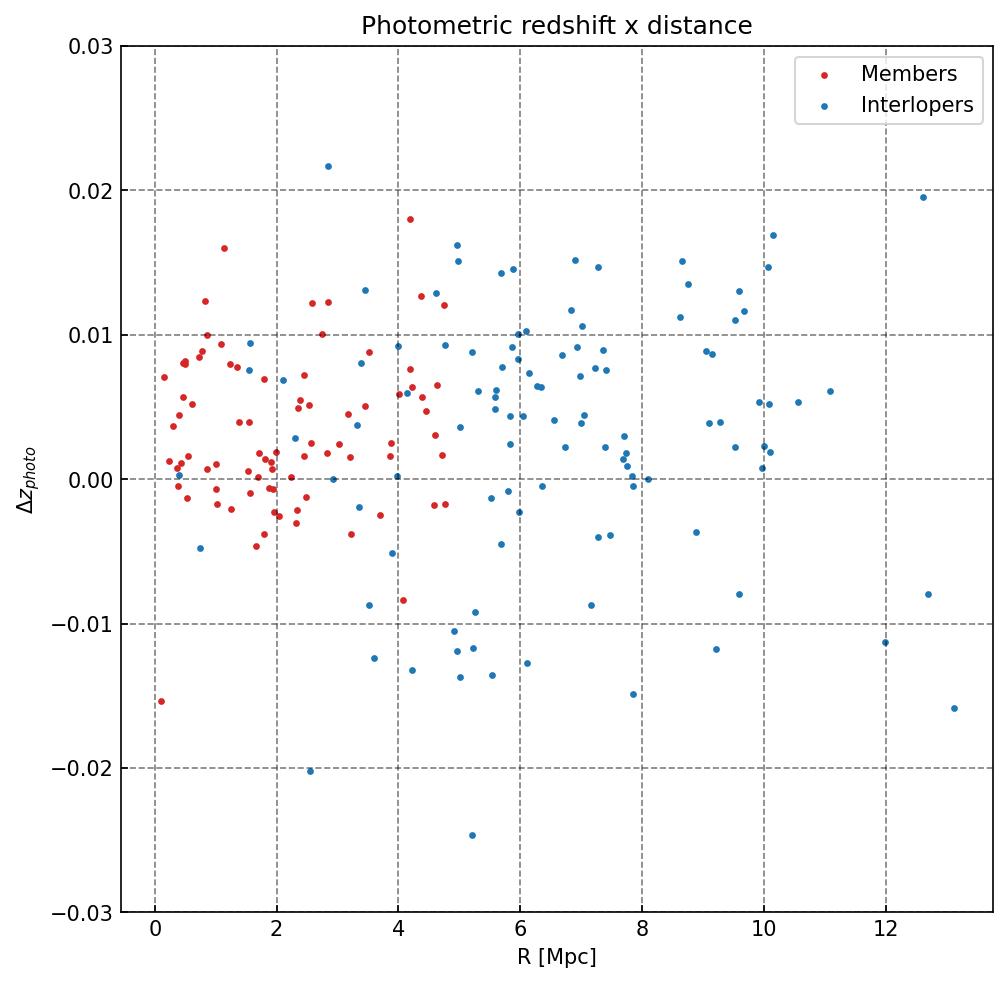 Photometric redshift x distance
Members
Interlopers
0.03
0.02
0.01
0.00
−0.01
−0.02
−0.03
Δz_photo
0 2 4 6 8 10 12
R [Mpc]